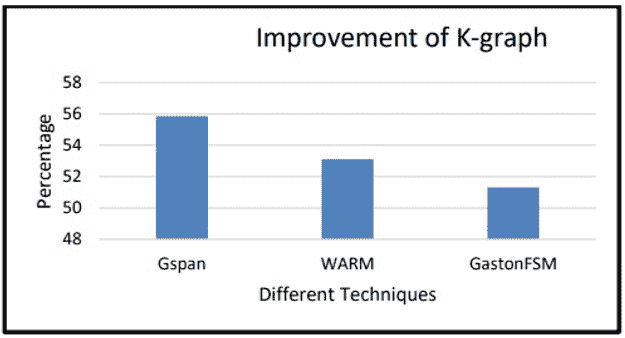 Improvement of K-graph
58
56
54
52
50
48
Percentage
Gspan WARM GastonFSM
Different Techniques